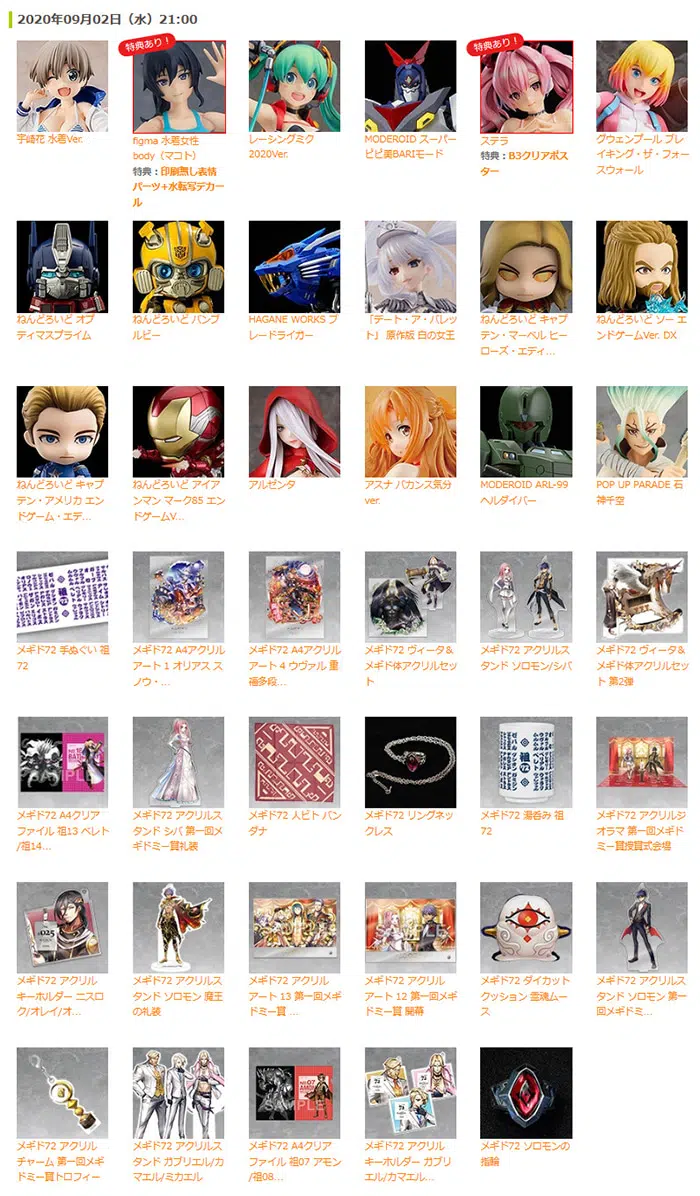 2020年09月02日（水）21:00
特典あり！
特典あり！
宇崎花 水着Ver.
figma 水着女性
body（マコト）
特典：印刷無し表情
パーツ+水転写デカー
ル
レーシングミク
2020Ver.
MODEROID スーパー
ピピ美BARIモード
ステラ
特典：B3クリアポス
ター
グウェンプール ブレ
イキング・ザ・フォー
スウォール
ねんどろいど オプ
ティマスプライム
ねんどろいど バンブ
ルビー
HAGANE WORKS ブ
レードライガー
「デート・ア・バレッ
ト」 原作版 白の女王
ねんどろいど キャプ
テン・マーベル ヒー
ローズ・エディ...
ねんどろいど ソー エ
ンドゲームVer. DX
ねんどろいど キャプ
テン・アメリカ エン
ドゲーム・エデ...
ねんどろいど アイア
ンマン マーク85 エン
ドゲームV...
アルゼンタ
アスナ バカンス気分
ver.
MODEROID ARL-99
ヘルダイバー
POP UP PARADE 石
神千空
メギド72 手ぬぐい 祖
72
メギド72 A4アクリル
アート 1 オリアス ス
ノウ・...
メギド72 A4アクリル
アート 4 ウヴァル 重
福多段...
メギド72 ヴィータ＆
メギド体アクリルセッ
ト
メギド72 アクリルス
タンド ソロモン/シバ
メギド72 ヴィータ＆
メギド体アクリルセッ
ト 第2弾
SAMPLE
メギド72 A4クリア
ファイル 祖13 ベレト
/祖14...
メギド72 アクリルス
タンド シバ 第一回メ
ギドミー賞礼装
メギド72 人ビト バン
ダナ
メギド72 リングネッ
クレス
祖
72
メギド72 湯呑み 祖
72
メギド72 アクリルジ
オラマ 第一回メギド
ミー賞授賞式会場
025
メギド72 アクリル
キーホルダー ニスロ
ク/オレイ/オ...
メギド72 アクリルス
タンド ソロモン 魔王
の礼装
メギド72 アクリル
アート 13 第一回メギ
ドミー賞 ...
SAMPLE
メギド72 アクリル
アート 12 第一回メギ
ドミー賞 開幕
メギド72 ダイカット
クッション 霊魂ムー
ス
メギド72 アクリルス
タンド ソロモン 第一
回メギドミ...
メギド72 アクリル
チャーム 第一回メギ
ドミー賞トロフィー
メギド72 アクリルス
タンド ガブリエル/カ
マエル/ミカエル
SAMPLE
メギド72 A4クリア
ファイル 祖07 アモン
/祖08...
メギド72 アクリル
キーホルダー ガブリ
エル/カマエル...
メギド72 ソロモンの
指輪